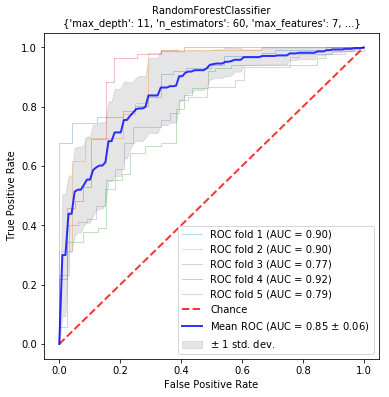 RandomForestClassifier
{'max_depth': 11, 'n_estimators': 60, 'max_features': 7, ...}
True Positive Rate
1.0
0.8
0.6
0.4
0.2
0.0
ROC fold 1 (AUC = 0.90)
ROC fold 2 (AUC = 0.90)
ROC fold 3 (AUC = 0.77)
ROC fold 4 (AUC = 0.92)
ROC fold 5 (AUC = 0.79)
Chance
Mean ROC (AUC = 0.85 ± 0.06)
± 1 std. dev.
0.0 0.2 0.4 0.6 0.8 1.0
False Positive Rate